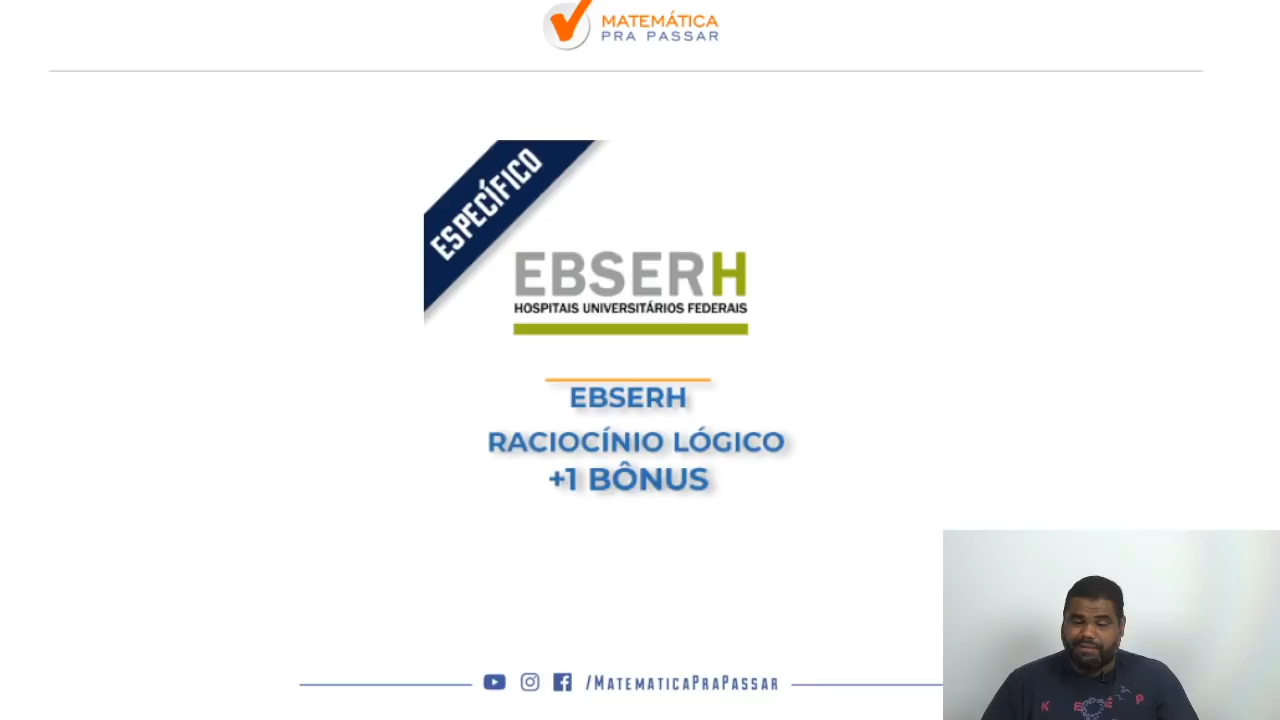 MATEMÁTICA
PRA PASSAR
ESPECÍFICO
EBSERH
HOSPITAIS UNIVERSITÁRIOS FEDERAIS
EBSERH
RACIOCÍNIO LÓGICO
+1 BÔNUS
/MATEMATICAPRAPASSAR